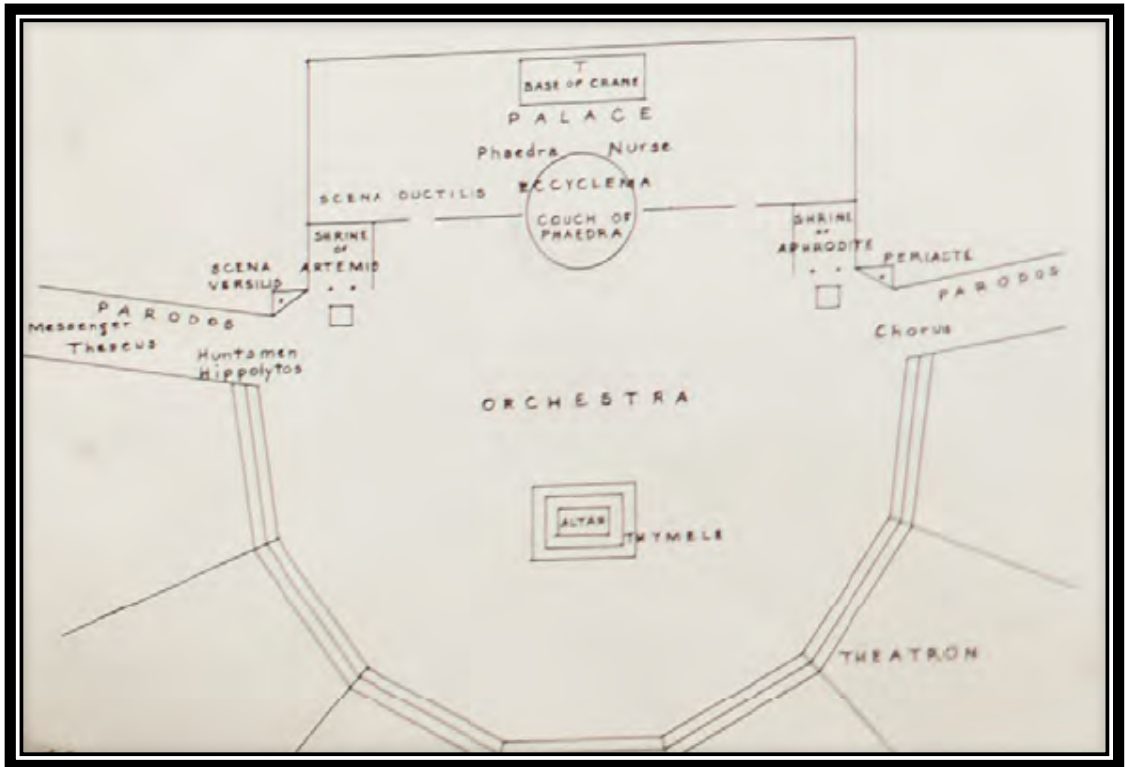 T
BASE OF CRANE
PALACE
Phaedra Nurse
SCENA DUCTILIS
ECCYCLEMA
COUCH OF
PHAEDRA
SHRINE
OF
ARTEMIS
SHRINE
OF
APHRODITE
SCENA
VERSILIS
PERIACTE
PARODOS
Messenger
Theseus
Huntsmen
Hippolytos
PARODOS
Chorus
ORCHESTRA
ALTAR
THYMELE
THEATRON